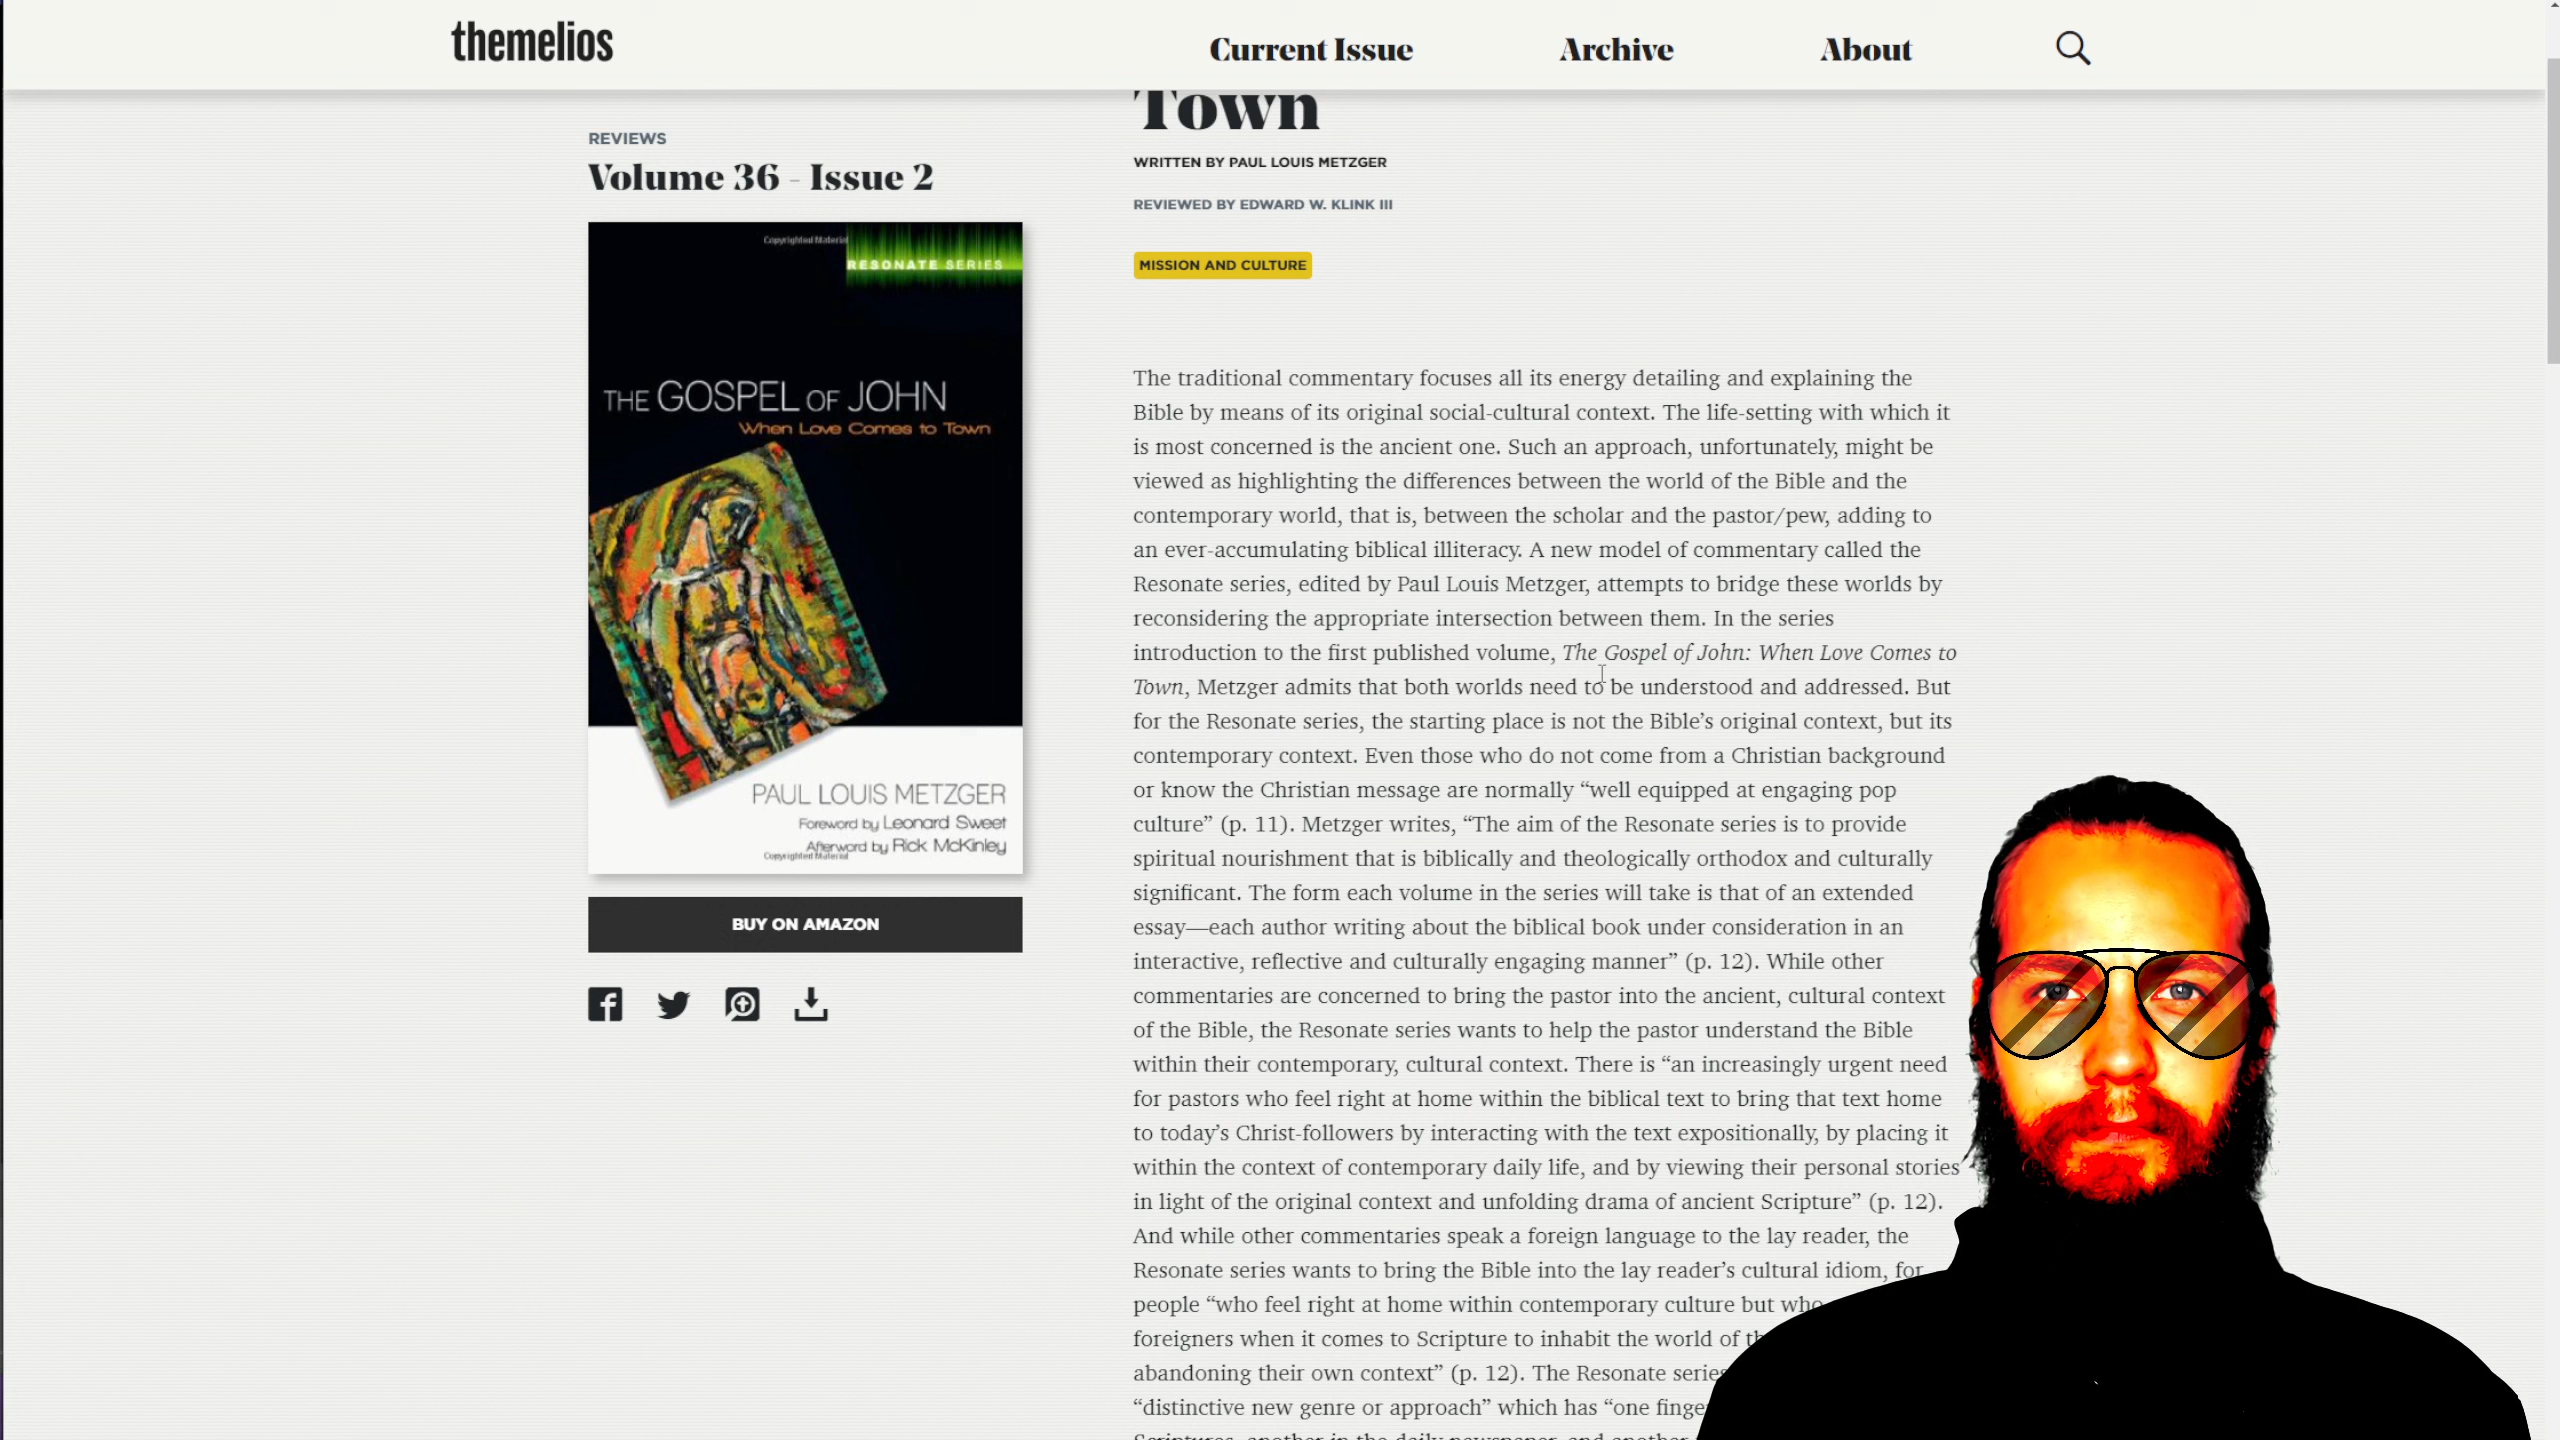 themelios
Current Issue
Archive
About
Town
WRITTEN BY PAUL LOUIS METZGER
REVIEWED BY EDWARD W. KLINK III
MISSION AND CULTURE
REVIEWS
Volume 36 - Issue 2
Copyrighted Material
RESONATE SERIES
THE GOSPEL OF JOHN
When Love Comes to Town
PAUL LOUIS METZGER
Foreword by Leonard Sweet
Afterword by Rick McKinley
Copyrighted Material
BUY ON AMAZON
The traditional commentary focuses all its energy detailing and explaining the
Bible by means of its original social-cultural context. The life-setting with which it
is most concerned is the ancient one. Such an approach, unfortunately, might be
viewed as highlighting the differences between the world of the Bible and the
contemporary world, that is, between the scholar and the pastor/pew, adding to
an ever-accumulating biblical illiteracy. A new model of commentary called the
Resonate series, edited by Paul Louis Metzger, attempts to bridge these worlds by
reconsidering the appropriate intersection between them. In the series
introduction to the first published volume, The Gospel of John: When Love Comes to
Town, Metzger admits that both worlds need to be understood and addressed. But
for the Resonate series, the starting place is not the Bible’s original context, but its
contemporary context. Even those who do not come from a Christian background
or know the Christian message are normally “well equipped at engaging pop
culture” (p. 11). Metzger writes, “The aim of the Resonate series is to provide
spiritual nourishment that is biblically and theologically orthodox and culturally
significant. The form each volume in the series will take is that of an extended
essay—each author writing about the biblical book under consideration in an
interactive, reflective and culturally engaging manner” (p. 12). While other
commentaries are concerned to bring the pastor into the ancient, cultural context
of the Bible, the Resonate series wants to help the pastor understand the Bible
within their contemporary, cultural context. There is “an increasingly urgent need
for pastors who feel right at home within the biblical text to bring that text home
to today’s Christ-followers by interacting with the text expositionally, by placing it
within the context of contemporary daily life, and by viewing their personal stories
in light of the original context and unfolding drama of ancient Scripture” (p. 12).
And while other commentaries speak a foreign language to the lay reader, the
Resonate series wants to bring the Bible into the lay reader’s cultural idiom, for
people “who feel right at home within contemporary culture but who
foreigners when it comes to Scripture to inhabit the world of
abandoning their own context” (p. 12). The Resonate series
“distinctive new genre or approach” which has “one